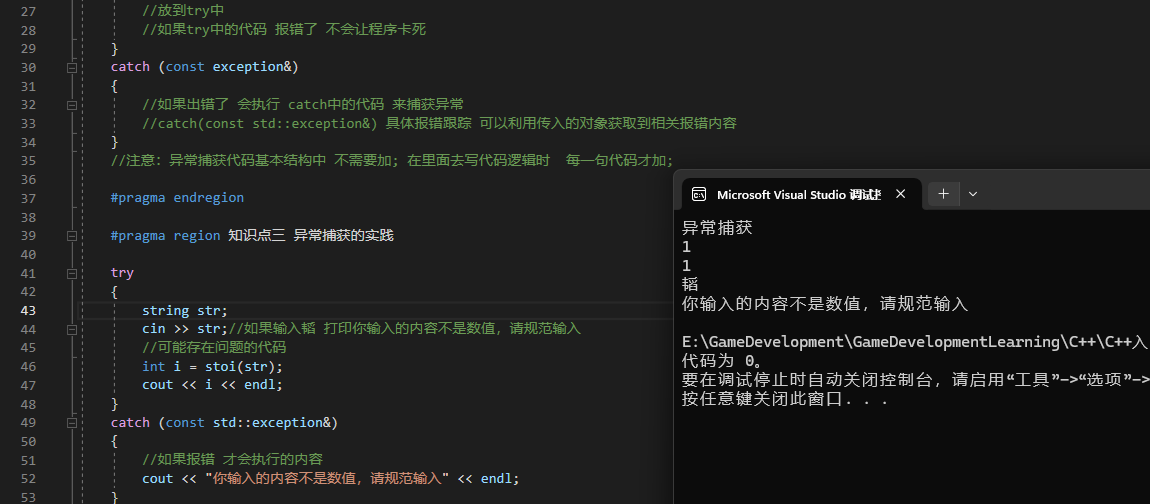 27 //放到try中
28 //如果try中的代码 报错了 不会让程序卡死
29 }
30 catch (const exception&)
31 {
32 //如果出错了 会执行 catch中的代码 来捕获异常
33 //catch(const std::exception&) 具体报错跟踪 可以利用传入的对象获取到相关报错内容
34 }
35 //注意: 异常捕获代码基本结构中 不需要加; 在里面去写代码逻辑时 每一句代码才加;
36
37 #pragma endregion
38
39 #pragma region 知识点三 异常捕获的实践
40
41 try
42 {
43 string str;
44 cin >> str;//如果输入韬 打印你输入的内容不是数值, 请规范输入
45 //可能存在问题的代码
46 int i = stoi(str);
47 cout << i << endl;
48 }
49 catch (const std::exception&)
50 {
51 //如果报错 才会执行的内容
52 cout << "你输入的内容不是数值, 请规范输入" << endl;
53 }
Microsoft Visual Studio 调试
异常捕获
1
1
韬
你输入的内容不是数值, 请规范输入
E:\GameDevelopment\GameDevelopmentLearning\C++\C++入
代码为 0。
要在调试停止时自动关闭控制台, 请启用“工具”->“选项”->
按任意键关闭此窗口. . .